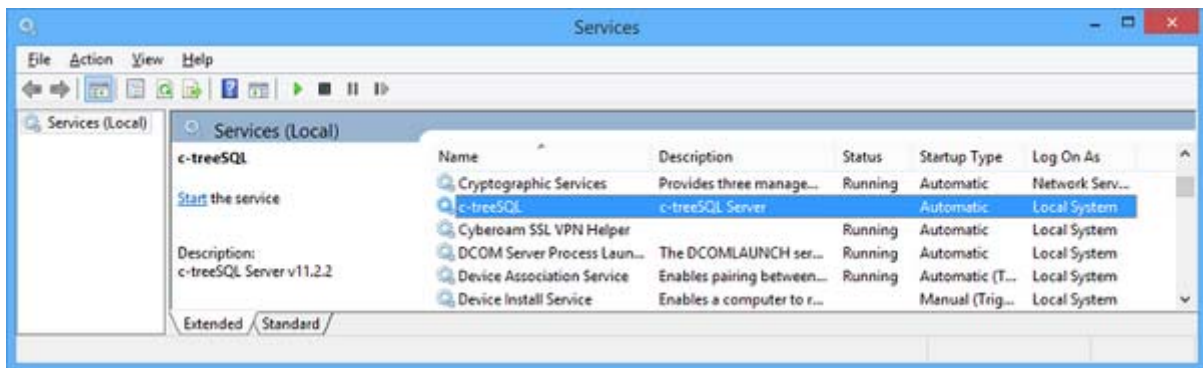 Services
File Action View Help
Services (Local)
Services (Local)
c-treeSQL
Start the service
Description:
c-treeSQL Server v11.2.2
Name Description Status Startup Type Log On As
Cryptographic Services Provides three manage... Running Automatic Network Serv...
c-treeSQL c-treeSQL Server Automatic Local System
Cyberoam SSL VPN Helper Running Automatic Local System
DCOM Server Process Laun... The DCOMLAUNCH ser... Running Automatic Local System
Device Association Service Enables pairing between... Running Automatic (T... Local System
Device Install Service Enables a computer to r... Manual (Trig... Local System
Extended Standard